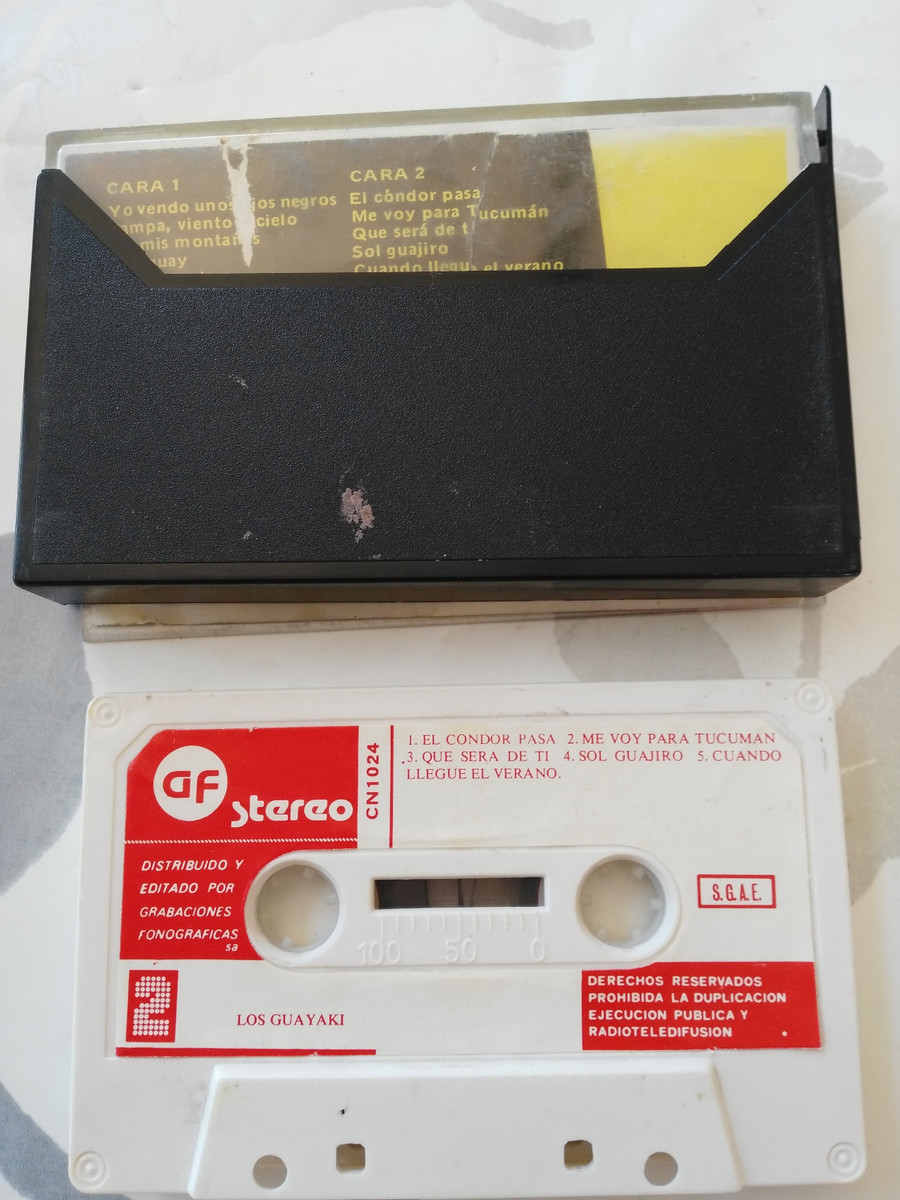 CARA 1
Yo vendo unos ojos negros
viento cielo
mis montañas
CARA 2
El cóndor pasa
Me voy para Tucumán
Que será de t
Sol guajiro
Cuando llegue el verano
GF
stereo
CN1024
1. EL CONDOR PASA 2. ME VOY PARA TUCUMAN
3. QUE SERA DE TI 4. SOL GUAJIRO 5. CUANDO
LLEGUE EL VERANO.
DISTRIBUIDO Y
EDITADO POR
GRABACIONES
FONOGRAFICAS
sa
S.G.A.E.
100 50 0
2
LOS GUAYAKI
DERECHOS RESERVADOS
PROHIBIDA LA DUPLICACION
EJECUCION PUBLICA Y
RADIOTELEDIFUSION